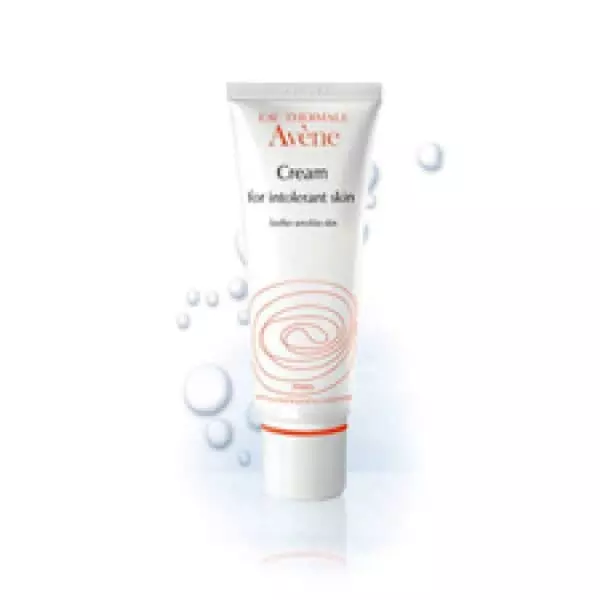 EAU THERMALE
Avène
Cream
for intolerant skin
Soothes sensitive skin